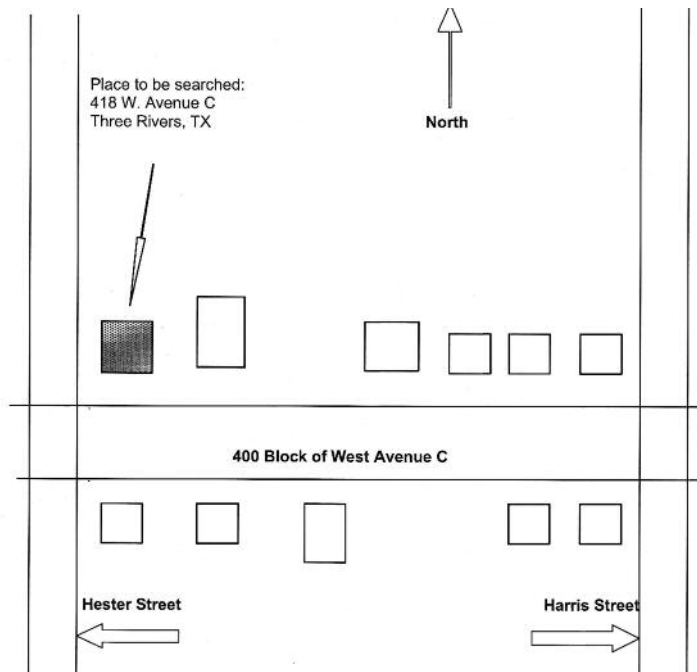 Place to be searched:
418 W. Avenue C
Three Rivers, TX
North
400 Block of West Avenue C
Hester Street
Harris Street